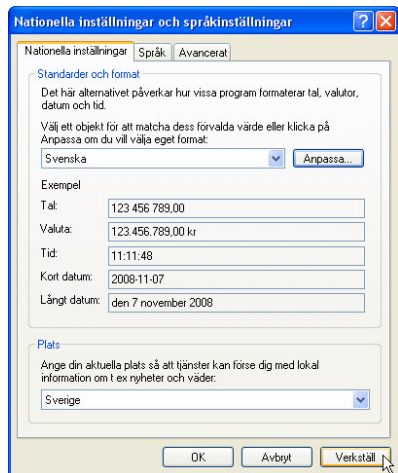 Nationella inställningar och språkinställningar
Nationella inställningar Språk Avancerat
Standarder och format
Det här alternativet påverkar hur vissa program formaterar tal, valutor,
datum och tid.
Välj ett objekt för att matcha dess förvalda värde eller klicka på
Anpassa om du vill välja eget format:
Svenska Anpassa...
Exempel
Tal: 123 456 789,00
Valuta: 123.456.789,00 kr
Tid: 11:11:48
Kort datum: 2008-11-07
Långt datum: den 7 november 2008
Plats
Ange din aktuella plats så att tjänster kan förse dig med lokal
information om t ex nyheter och väder:
Sverige
OK Avbryt Verkställ